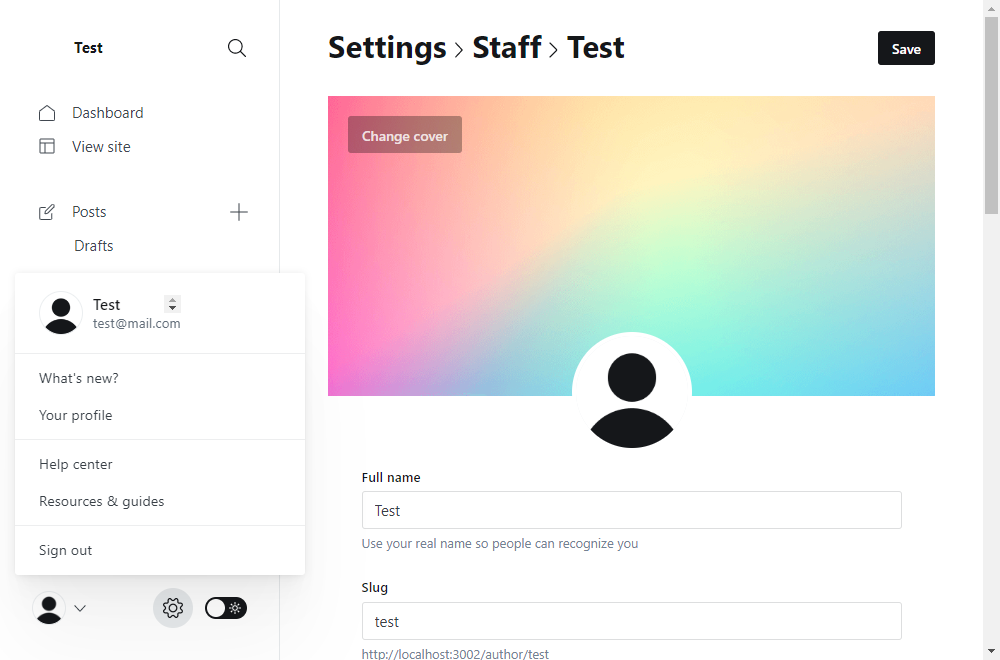 Test
Dashboard
View site
Posts
Drafts
Test
test@mail.com
What's new?
Your profile
Help center
Resources & guides
Sign out
Settings > Staff > Test
Save
Change cover
Full name
Test
Use your real name so people can recognize you
Slug
test
http://localhost:3002/author/test